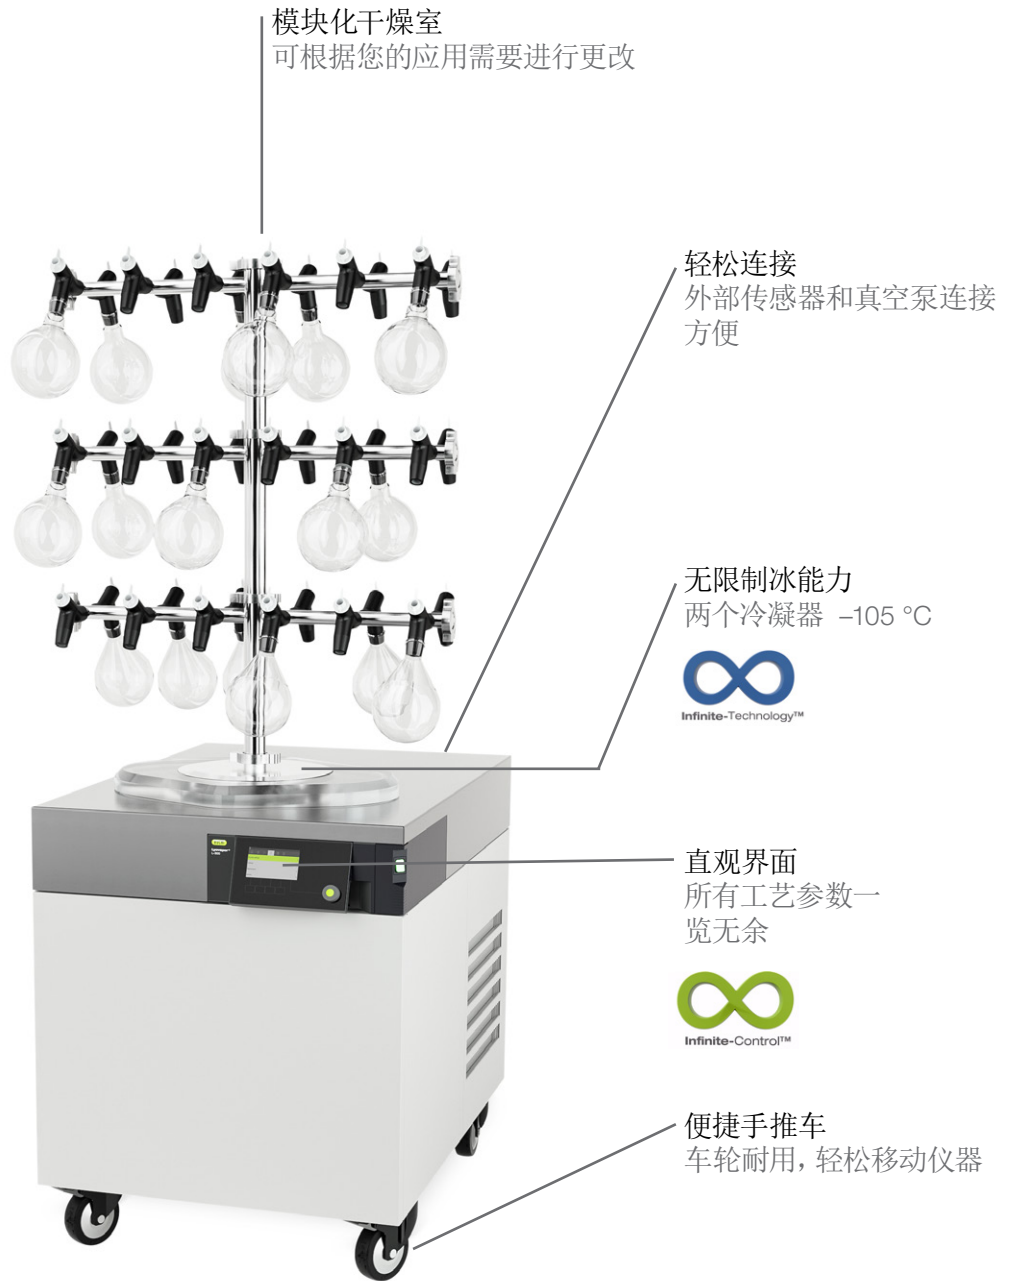 模块化干燥室
可根据您的应用需要进行更改
轻松连接
外部传感器和真空泵连接
方便
无限制冰能力
两个冷凝器 –105 °C
Infinite-Technology™
直观界面
所有工艺参数一
览无余
Infinite-Control™
便捷手推车
车轮耐用，轻松移动仪器